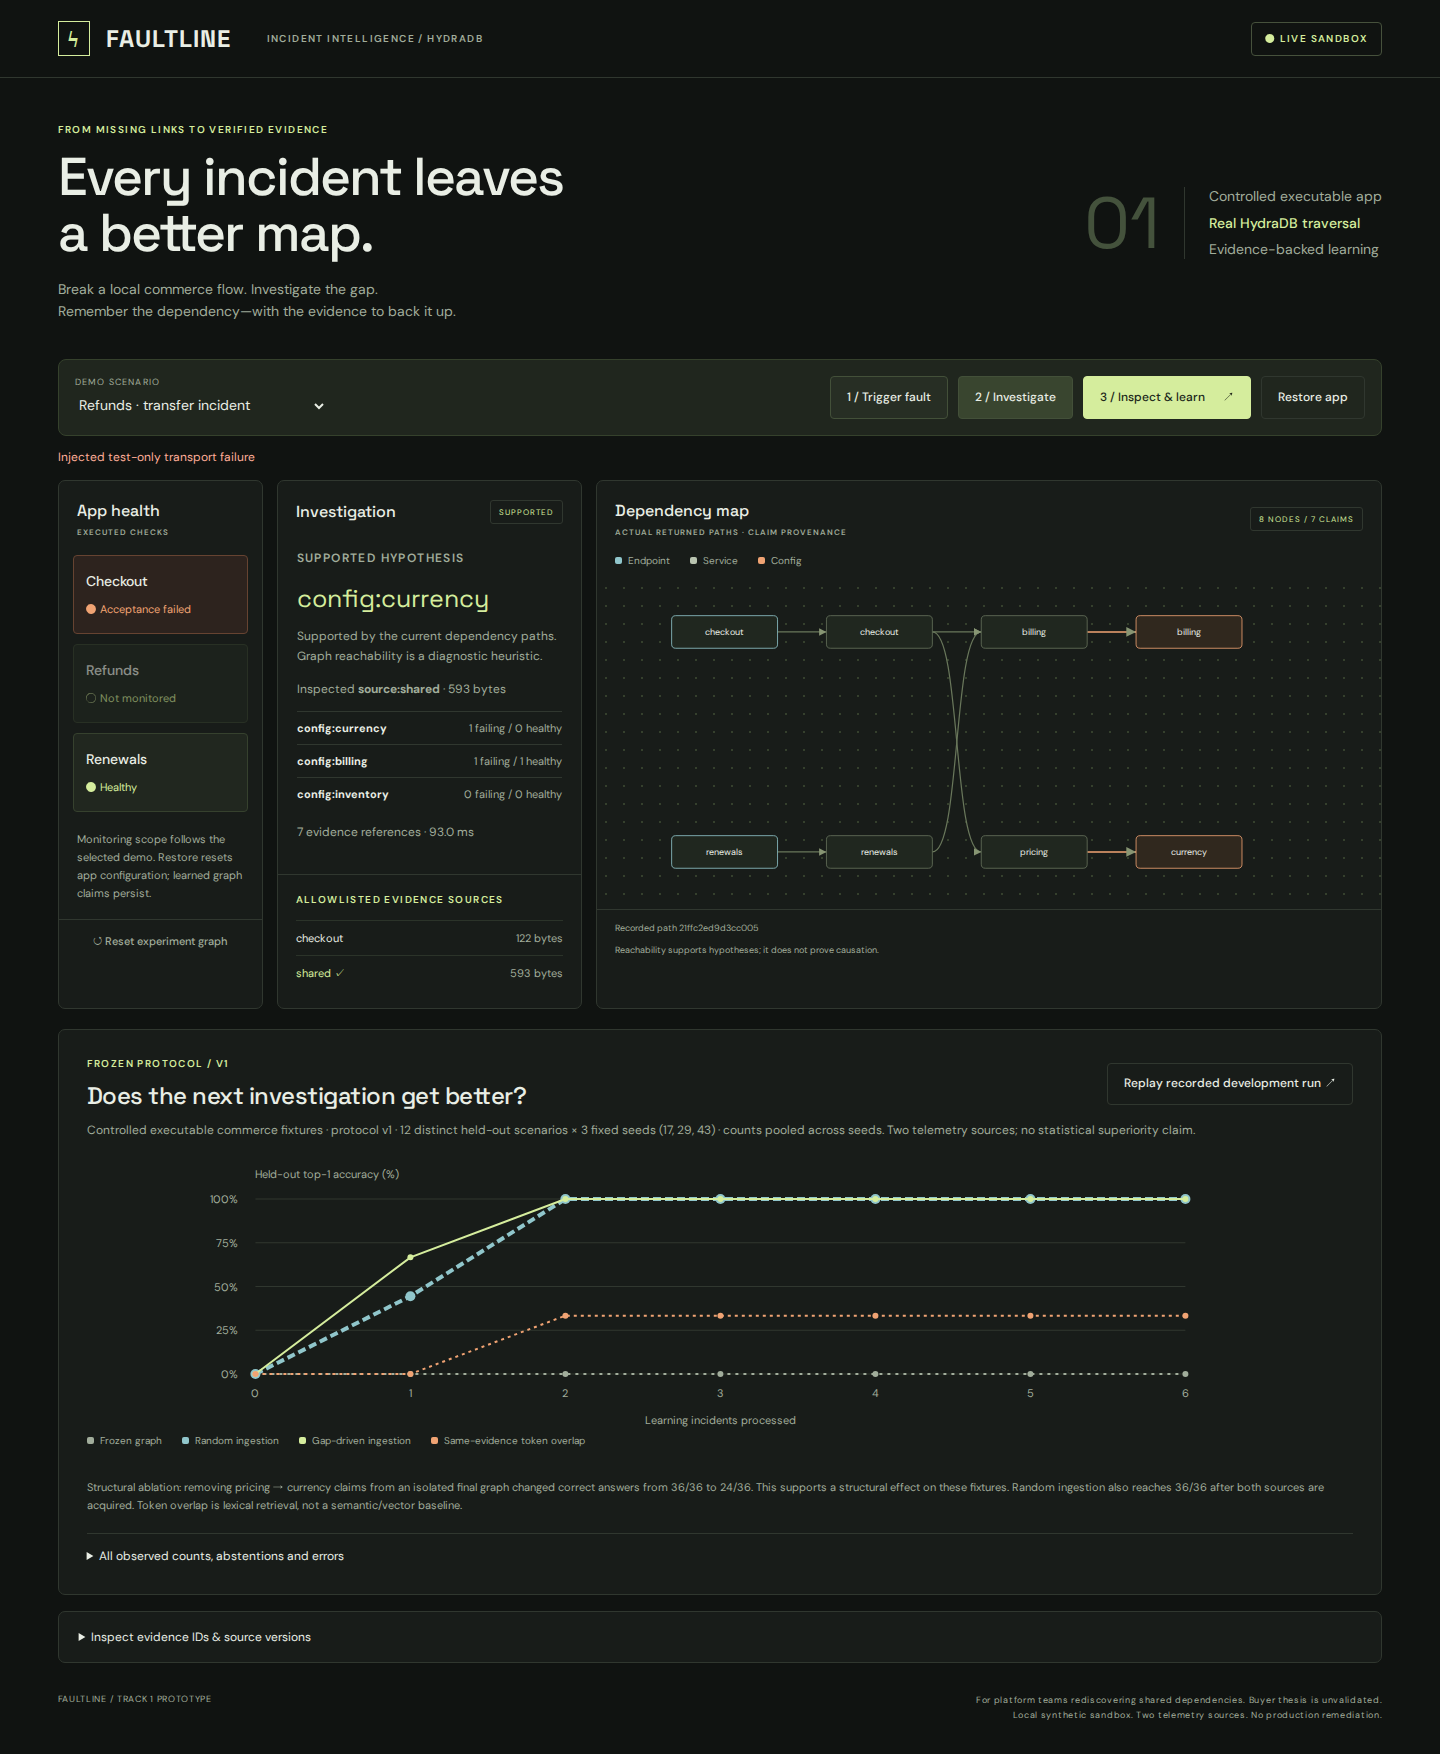 ϟ FAULTLINE
INCIDENT INTELLIGENCE / HYDRADB
LIVE SANDBOX
FROM MISSING LINKS TO VERIFIED EVIDENCE
Every incident leaves
a better map.
Break a local commerce flow. Investigate the gap.
Remember the dependency—with the evidence to back it up.
01
Controlled executable app
Real HydraDB traversal
Evidence-backed learning
DEMO SCENARIO
Refunds · transfer incident
1 / Trigger fault
2 / Investigate
3 / Inspect & learn ↗
Restore app
Injected test-only transport failure
App health
EXECUTED CHECKS
Checkout
Acceptance failed
Refunds
Not monitored
Renewals
Healthy
Monitoring scope follows the
selected demo. Restore resets
app configuration; learned graph
claims persist.
↺ Reset experiment graph
Investigation
SUPPORTED
SUPPORTED HYPOTHESIS
config:currency
Supported by the current dependency paths.
Graph reachability is a diagnostic heuristic.
Inspected source:shared · 593 bytes
config:currency 1 failing / 0 healthy
config:billing 1 failing / 1 healthy
config:inventory 0 failing / 0 healthy
7 evidence references · 93.0 ms
ALLOWLISTED EVIDENCE SOURCES
checkout 122 bytes
shared ✓ 593 bytes
Dependency map
ACTUAL RETURNED PATHS · CLAIM PROVENANCE
8 NODES / 7 CLAIMS
Endpoint Service Config
checkout checkout billing billing
renewals renewals pricing currency
Recorded path 21ffc2ed9d3cc005
Reachability supports hypotheses; it does not prove causation.
FROZEN PROTOCOL / V1
Does the next investigation get better?
Replay recorded development run ↗
Controlled executable commerce fixtures · protocol v1 · 12 distinct held-out scenarios × 3 fixed seeds (17, 29, 43) · counts pooled across seeds. Two telemetry sources; no statistical superiority claim.
Held-out top-1 accuracy (%)
100%
75%
50%
25%
0%
0 1 2 3 4 5 6
Learning incidents processed
Frozen graph Random ingestion Gap-driven ingestion Same-evidence token overlap
Structural ablation: removing pricing → currency claims from an isolated final graph changed correct answers from 36/36 to 24/36. This supports a structural effect on these fixtures. Random ingestion also reaches 36/36 after both sources are
acquired. Token overlap is lexical retrieval, not a semantic/vector baseline.
▶ All observed counts, abstentions and errors
▶ Inspect evidence IDs & source versions
FAULTLINE / TRACK 1 PROTOTYPE
For platform teams rediscovering shared dependencies. Buyer thesis is unvalidated.
Local synthetic sandbox. Two telemetry sources. No production remediation.